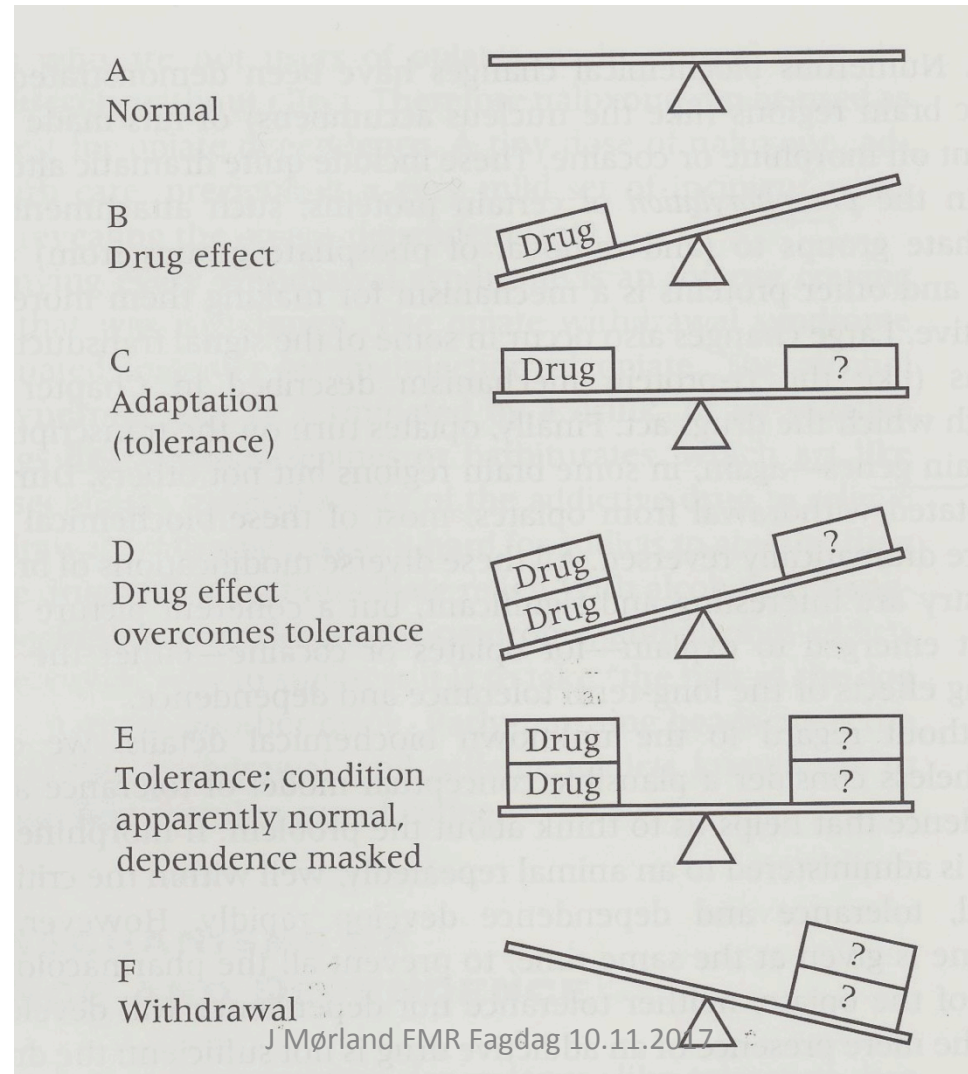 A
Normal
B
Drug effect
Drug
C
Adaptation
(tolerance)
Drug
?
D
Drug effect
overcomes tolerance
Drug
Drug
?
E
Tolerance; condition
apparently normal,
dependence masked
Drug
Drug
?
?
F
Withdrawal
?
?
J Mørland FMR Fagdag 10.11.2017